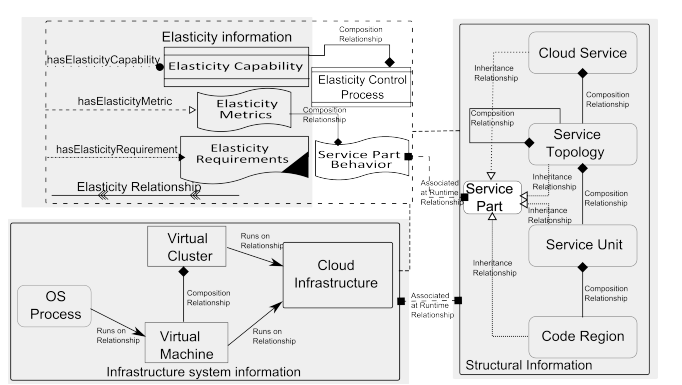 Elasticity information
Composition
Relationship
hasElasticityCapability
Elasticity Capability
Elasticity Control
Process
hasElasticityMetric
Elasticity
Metrics
Composition
Relationship
hasElasticityRequirement
Elasticity
Requirements
Service Part
Behavior
Elasticity Relationship
Associated
at Runtime
Relationship
Cloud Service
Inheritance
Relationship
Composition
Relationship
Composition
Relationship
Service
Topology
Inheritance
Relationship
Service
Part
Composition
Relationship
Inheritance
Relationship
Service Unit
Inheritance
Relationship
Composition
Relationship
Code Region
Structural Information
Virtual
Cluster
Runs on
Relationship
Cloud
Infrastructure
OS
Process
Composition
Relationship
Associated
at Runtime
Relationship
Runs on
Relationship
Virtual
Machine
Runs on
Relationship
Infrastructure system information